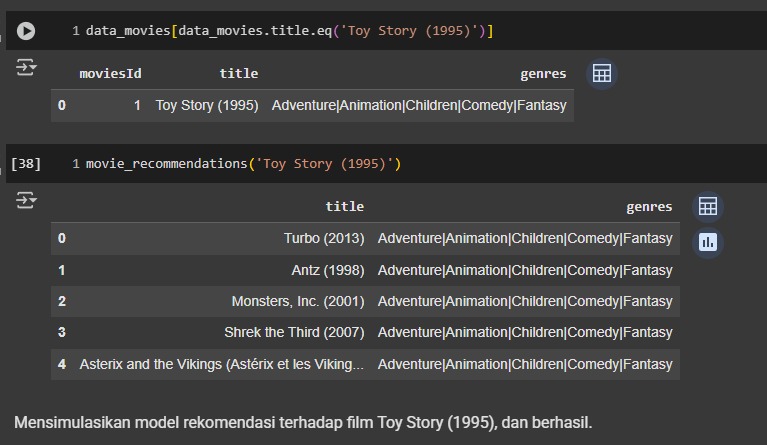 1 data_movies[data_movies.title.eq('Toy Story (1995)')]
moviesId title genres
0 1 Toy Story (1995) Adventure|Animation|Children|Comedy|Fantasy
[38] 1 movie_recommendations('Toy Story (1995)')
title genres
0 Turbo (2013) Adventure|Animation|Children|Comedy|Fantasy
1 Antz (1998) Adventure|Animation|Children|Comedy|Fantasy
2 Monsters, Inc. (2001) Adventure|Animation|Children|Comedy|Fantasy
3 Shrek the Third (2007) Adventure|Animation|Children|Comedy|Fantasy
4 Asterix and the Vikings (Astérix et les Viking... Adventure|Animation|Children|Comedy|Fantasy
Mensimulasikan model rekomendasi terhadap film Toy Story (1995), dan berhasil.